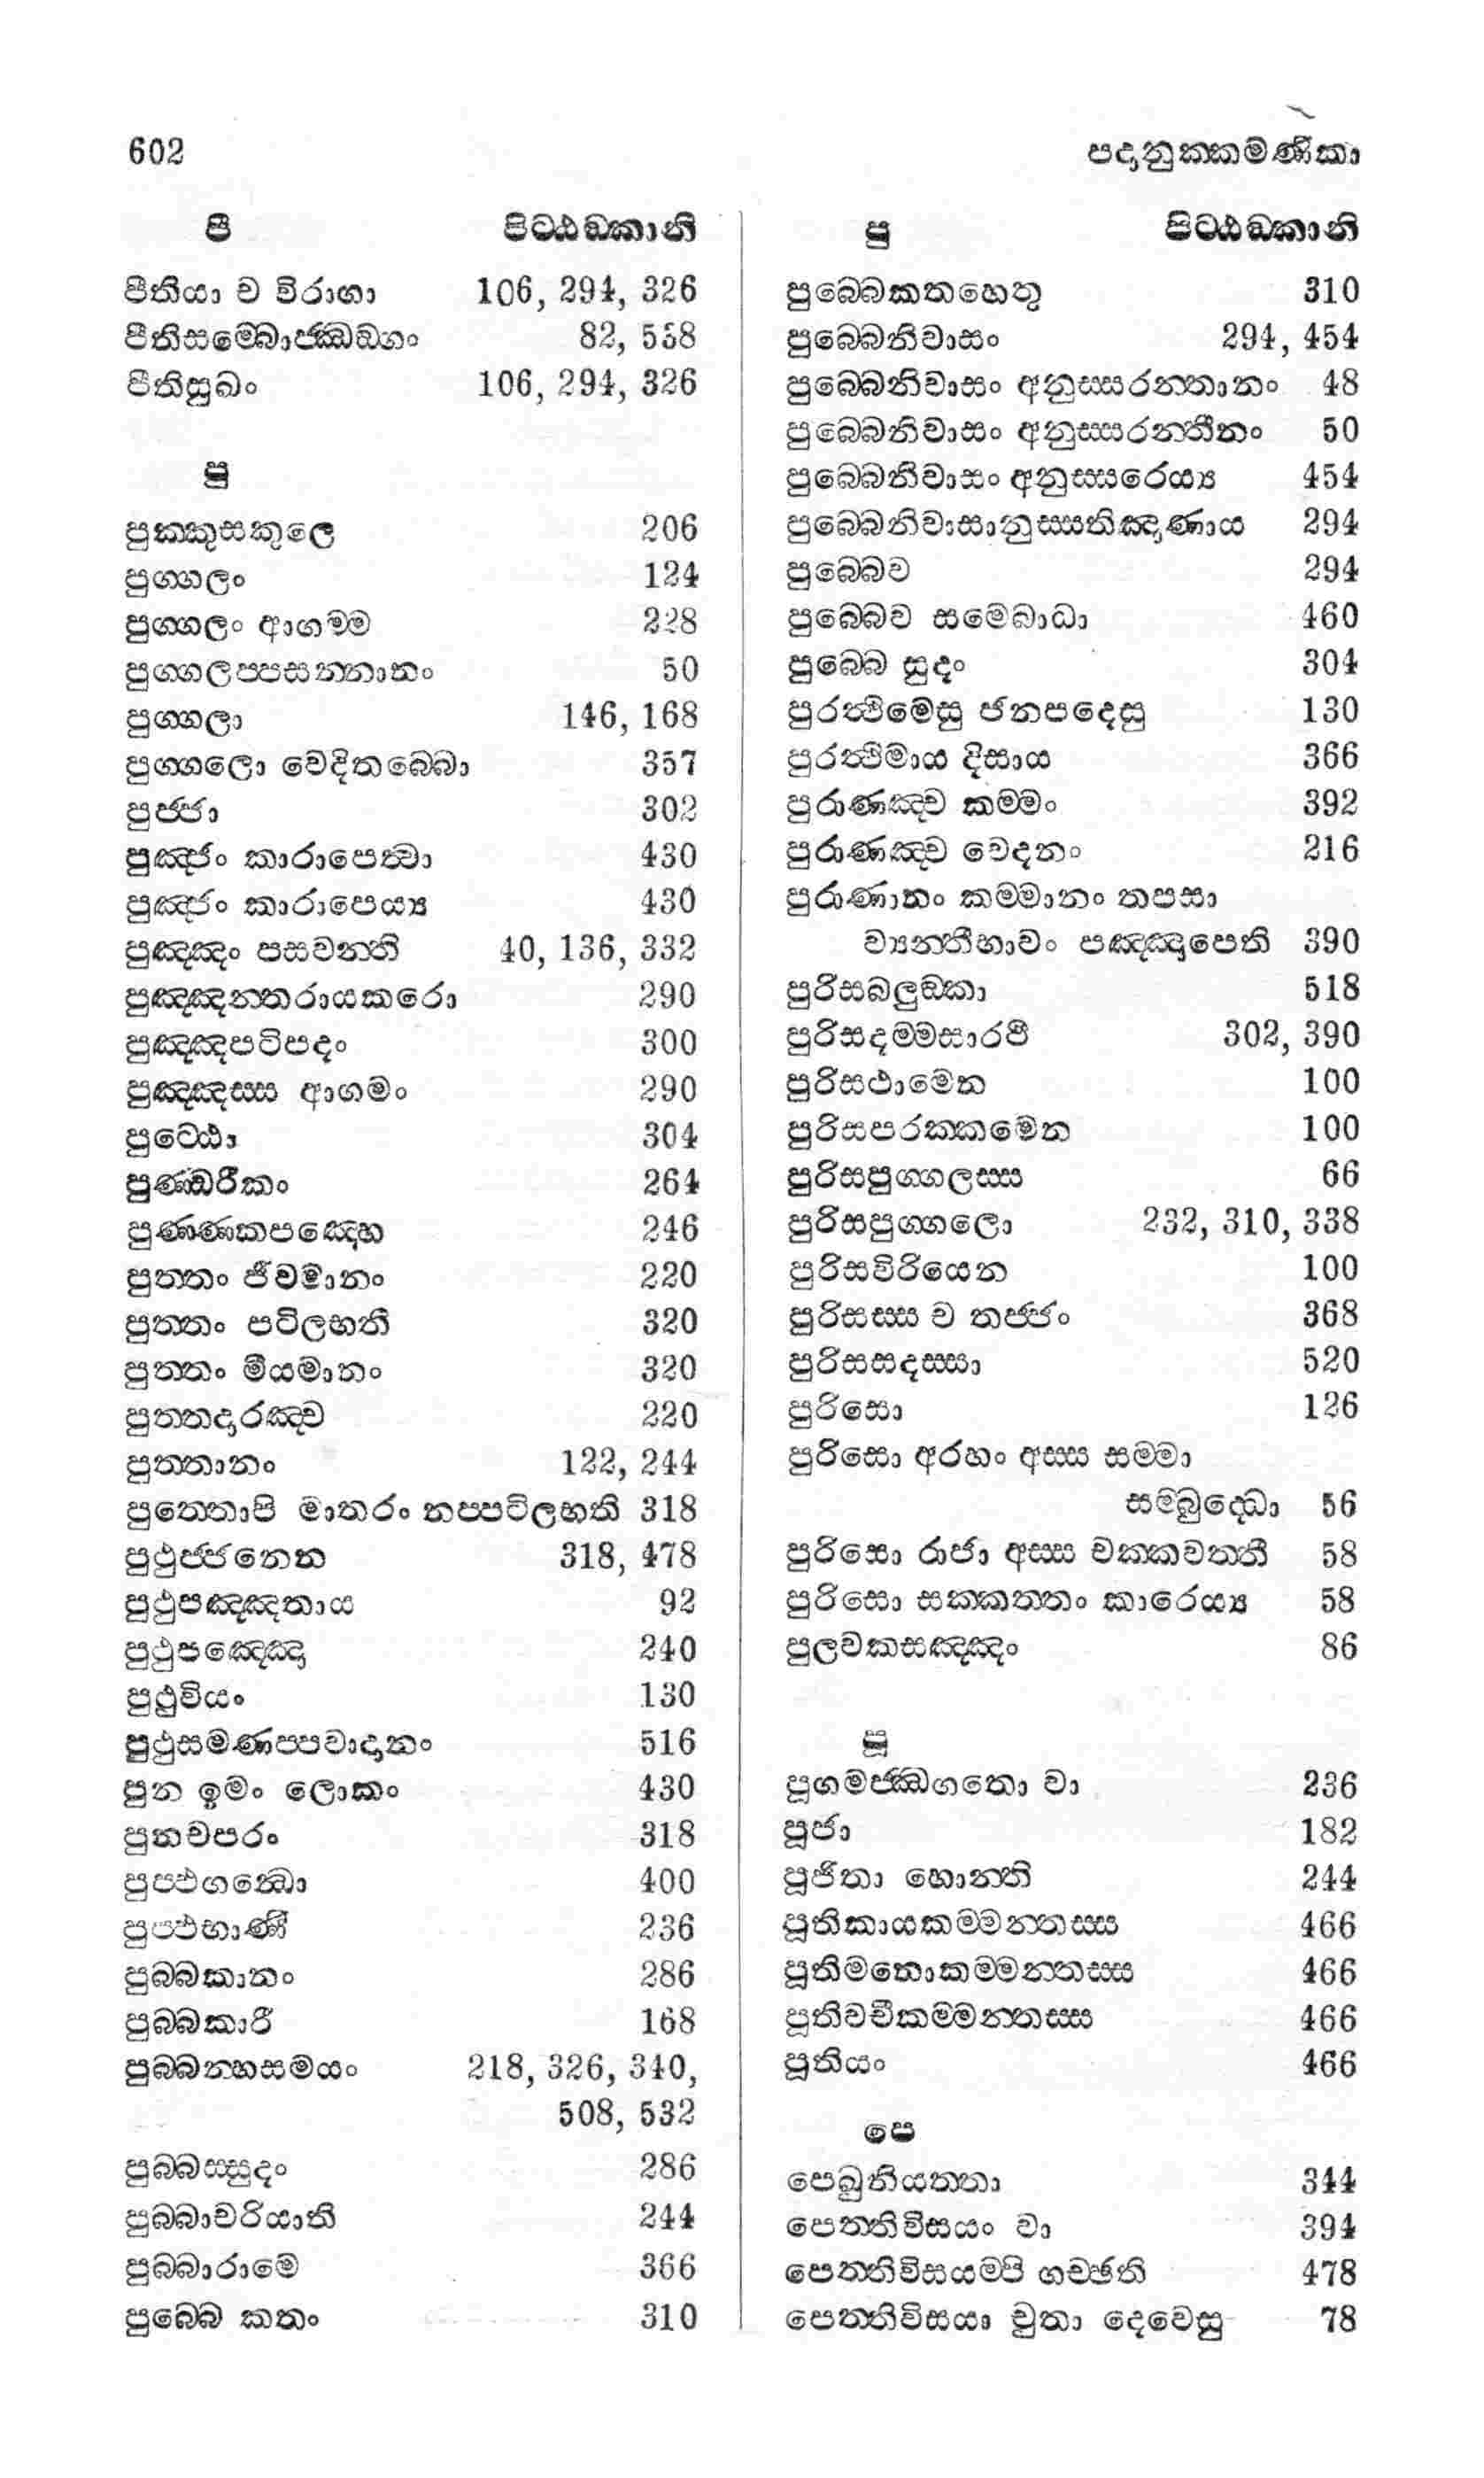 602 පදානුක්කමණිකා
පී පිට්ඨඞ්කානි
පීතියා ච විරාගා 106, 294, 326
පීතිසම්බොජ්ඣඞ්ගං 82, 558
පීතිසුඛං 106, 294, 326
පු
පුක්කුසකුලෙ 206
පුග්ගලං 124
පුග්ගලං ආගම්ම 228
පුග්ගලප්පසන්නානං 50
පුග්ගලා 146, 168
පුග්ගලො වෙදිතබ්බො 357
පුජ්ජා 302
පුඤ්ජං කාරාපෙත්වා 430
පුඤ්ජං කාරාපෙය්‍ය 430
පුඤ්ඤං පසවන්ති 40, 136, 332
පුඤ්ඤන්තරායකරො 290
පුඤ්ඤපටිපදං 300
පුඤ්ඤස්ස ආගමං 290
පුට්ඨො 304
පුණ්ඩරීකං 264
පුණ්ණකපඤ්හෙ 246
පුත්තං ජීවමානං 220
පුත්තං පටිලභති 320
පුත්තං මීයමානං 320
පුත්තදාරඤ්ච 220
පුත්තානං 122, 244
පුත්තොපි මාතරං නප්පටිලභති 318
පුථුජ්ජනෙන 318, 478
පුථුපඤ්ඤතාය 92
පුථුපඤ්ඤො 240
පුථුවියං 130
පුථුසමණප්පවාදානං 516
පුන ඉමං ලොකං 430
පුනචපරං 318
පුප්ඵගන්ධො 400
පුප්ඵභාණී 236
පුබ්බකානං 286
පුබ්බකාරී 168
පුබ්බන්හසමයං 218, 326, 340,
508, 532
පුබ්බස්සුදං 286
පුබ්බාචරියාති 244
පුබ්බාරාමෙ 366
පුබ්බෙ කතං 310
පු පිට්ඨඞ්කානි
පුබ්බෙකතහෙතු 310
පුබ්බෙනිවාසං 294, 454
පුබ්බෙනිවාසං අනුස්සරන්තානං 48
පුබ්බෙනිවාසං අනුස්සරන්තීනං 50
පුබ්බෙනිවාසං අනුස්සරෙය්‍ය 454
පුබ්බෙනිවාසානුස්සතිඤාණාය 294
පුබ්බෙව 294
පුබ්බෙව සම්බොධා 460
පුබ්බෙ සුදං 304
පුරත්ථිමෙසු ජනපදෙසු 130
පුරත්ථිමාය දිසාය 366
පුරාණඤ්ච කම්මං 392
පුරාණඤ්ච වෙදනං 216
පුරාණානං කම්මානං තපසා
ව්‍යන්තීභාවං පඤ්ඤාපෙති 390
පුරිසබලුඞ්කා 518
පුරිසදම්මසාරථී 302, 390
පුරිසථාමෙන 100
පුරිසපරක්කමෙන 100
පුරිසපුග්ගලස්ස 66
පුරිසපුග්ගලො 232, 310, 338
පුරිසවිරියෙන 100
පුරිසස්ස ච තජ්ජං 368
පුරිසසදස්සා 520
පුරිසො 126
පුරිසො අරහං අස්ස සම්මා
සම්බුද්ධො 56
පුරිසො රාජා අස්ස චක්කවත්තී 58
පුරිසො සක්කතතං කාරෙය්‍ය 58
පුලවකසඤ්ඤං 86
පූ
පූගමජ්ඣගතො වා 236
පූජා 182
පූජිතා හොන්ති 244
පූතිකායකම්මන්තස්ස 466
පූතිමනොකම්මන්තස්ස 466
පූතිවචීකම්මන්තස්ස 466
පූතියං 466
පෙ
පෙඛුනියත්තා 344
පෙත්තිවිසයං වා 394
පෙත්තිවිසයම්පි ගච්ඡති 478
පෙත්තිවිසයා චුතා දෙවෙසු 78